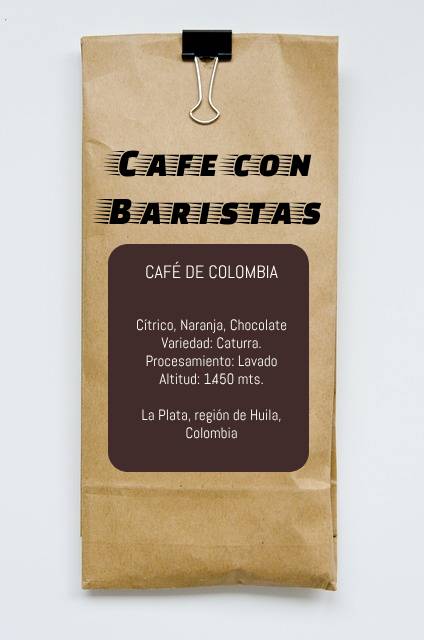 CAFE CON
BARISTAS
CAFÉ DE COLOMBIA
Cítrico, Naranja, Chocolate
Variedad: Caturra.
Procesamiento: Lavado
Altitud: 1450 mts.
La Plata, región de Huila,
Colombia